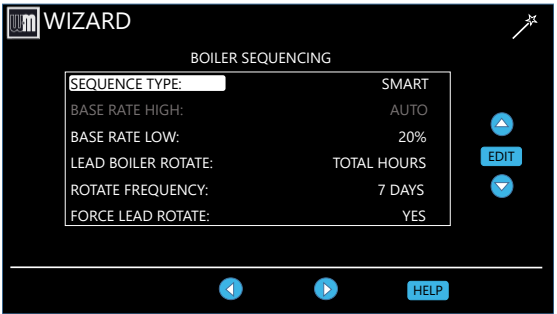 WM WIZARD
BOILER SEQUENCING
SEQUENCE TYPE: SMART
BASE RATE HIGH: AUTO
BASE RATE LOW: 20%
LEAD BOILER ROTATE: TOTAL HOURS
ROTATE FREQUENCY: 7 DAYS
FORCE LEAD ROTATE: YES
EDIT
HELP